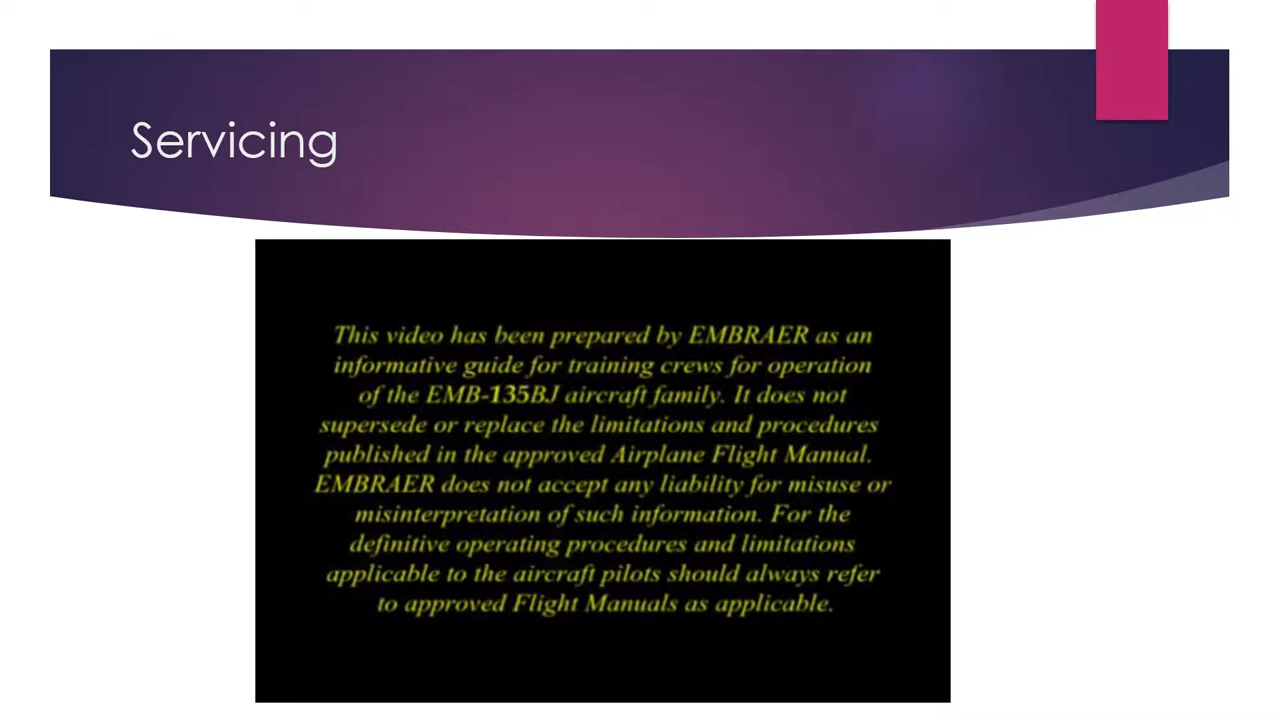 Servicing
This video has been prepared by EMBRAER as an
informative guide for training crews for operation
of the EMB-135BJ aircraft family. It does not
supersede or replace the limitations and procedures
published in the approved Airplane Flight Manual.
EMBRAER does not accept any liability for misuse or
misinterpretation of such information. For the
definitive operating procedures and limitations
applicable to the aircraft pilots should always refer
to approved Flight Manuals as applicable.